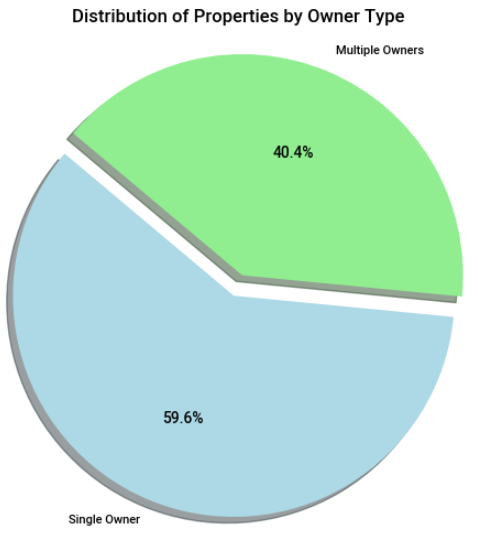 Distribution of Properties by Owner Type
Multiple Owners
40.4%
59.6%
Single Owner